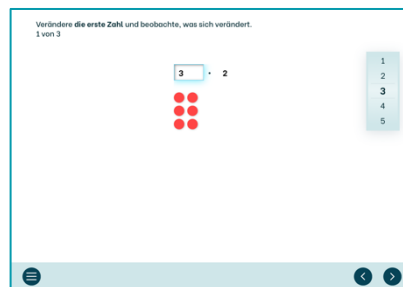 Verändere die erste Zahl und beobachte, was sich verändert.
1 von 3
3 · 2
1
2
3
4
5